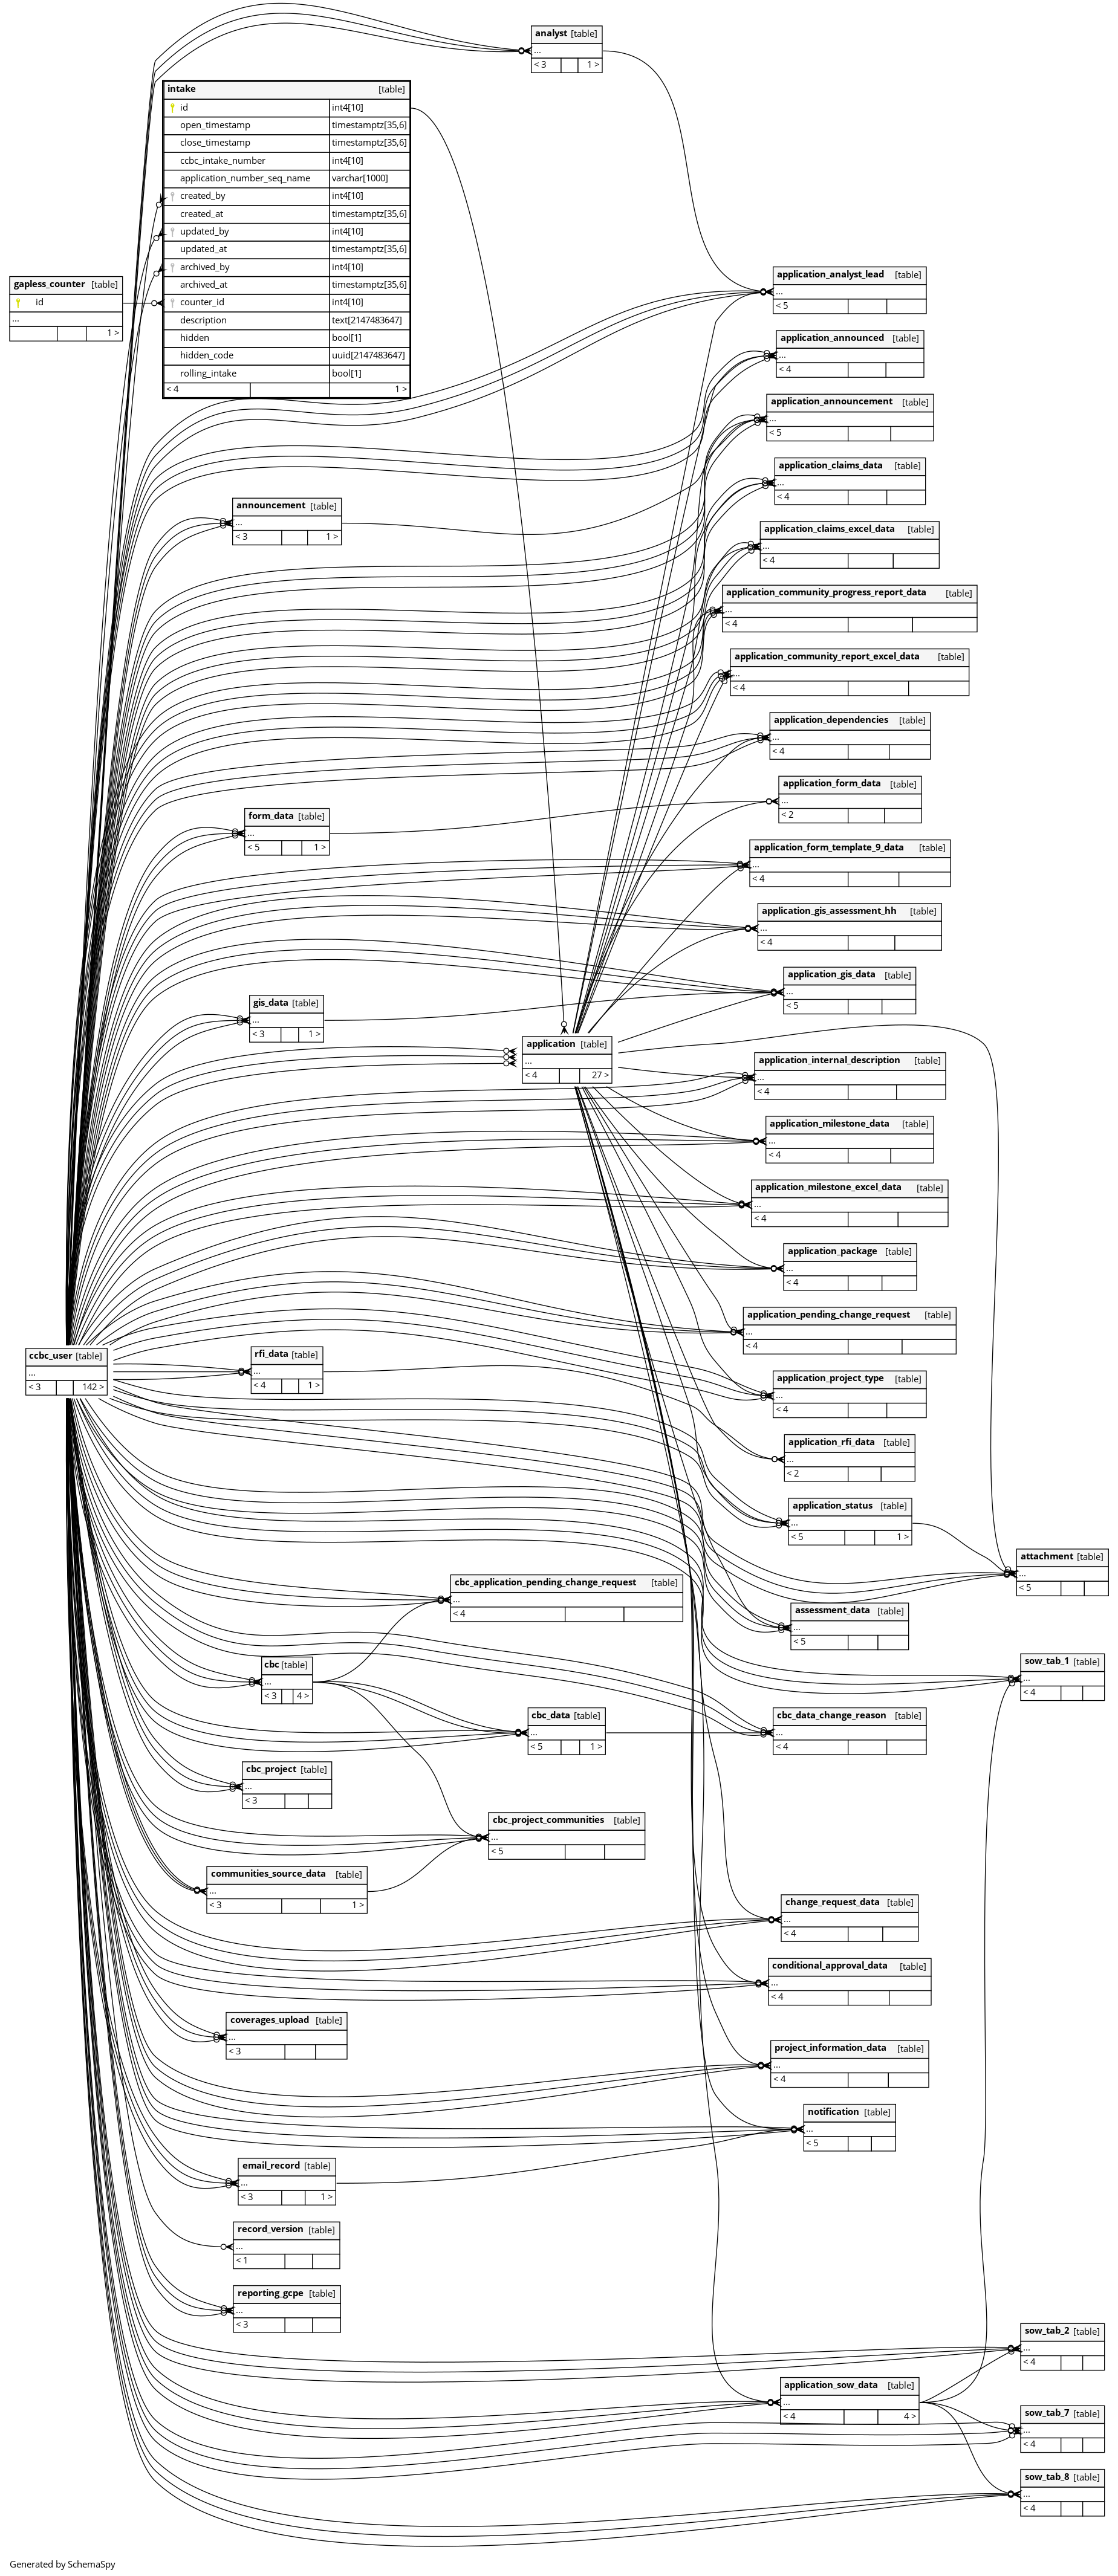 analyst [table]
...
< 3 1 >
intake [table]
id int4[10]
open_timestamp timestamptz[35,6]
close_timestamp timestamptz[35,6]
ccbc_intake_number int4[10]
application_number_seq_name varchar[1000]
created_by int4[10]
created_at timestamptz[35,6]
updated_by int4[10]
updated_at timestamptz[35,6]
archived_by int4[10]
archived_at timestamptz[35,6]
counter_id int4[10]
description text[2147483647]
hidden bool[1]
hidden_code uuid[2147483647]
rolling_intake bool[1]
< 4 1 >
gapless_counter [table]
id
...
1 >
application_analyst_lead [table]
...
< 5
application_announced [table]
...
< 4
application_announcement [table]
...
< 5
application_claims_data [table]
...
< 4
announcement [table]
...
< 3 1 >
application_claims_excel_data [table]
...
< 4
application_community_progress_report_data [table]
...
< 4
application_community_report_excel_data [table]
...
< 4
application_dependencies [table]
...
< 4
application_form_data [table]
...
< 2
form_data [table]
...
< 5 1 >
application_form_template_9_data [table]
...
< 4
application_gis_assessment_hh [table]
...
< 4
application_gis_data [table]
...
< 5
gis_data [table]
...
< 3 1 >
application [table]
...
< 4 27 >
application_internal_description [table]
...
< 4
application_milestone_data [table]
...
< 4
application_milestone_excel_data [table]
...
< 4
application_package [table]
...
< 4
application_pending_change_request [table]
...
< 4
ccbc_user [table]
...
< 3 142 >
rfi_data [table]
...
< 4 1 >
application_project_type [table]
...
< 4
application_rfi_data [table]
...
< 2
application_status [table]
...
< 5 1 >
attachment [table]
...
< 5
cbc_application_pending_change_request [table]
...
< 4
assessment_data [table]
...
< 5
cbc [table]
...
< 3 4 >
sow_tab_1 [table]
...
< 4
cbc_data [table]
...
< 5 1 >
cbc_data_change_reason [table]
...
< 4
cbc_project [table]
...
< 3
cbc_project_communities [table]
...
< 5
communities_source_data [table]
...
< 3 1 >
change_request_data [table]
...
< 4
conditional_approval_data [table]
...
< 4
coverages_upload [table]
...
< 3
project_information_data [table]
...
< 4
notification [table]
...
< 5
email_record [table]
...
< 3 1 >
record_version [table]
...
< 1
reporting_gcpe [table]
...
< 3
sow_tab_2 [table]
...
< 4
application_sow_data [table]
...
< 4 4 >
sow_tab_7 [table]
...
< 4
sow_tab_8 [table]
...
< 4
Generated by SchemaSpy